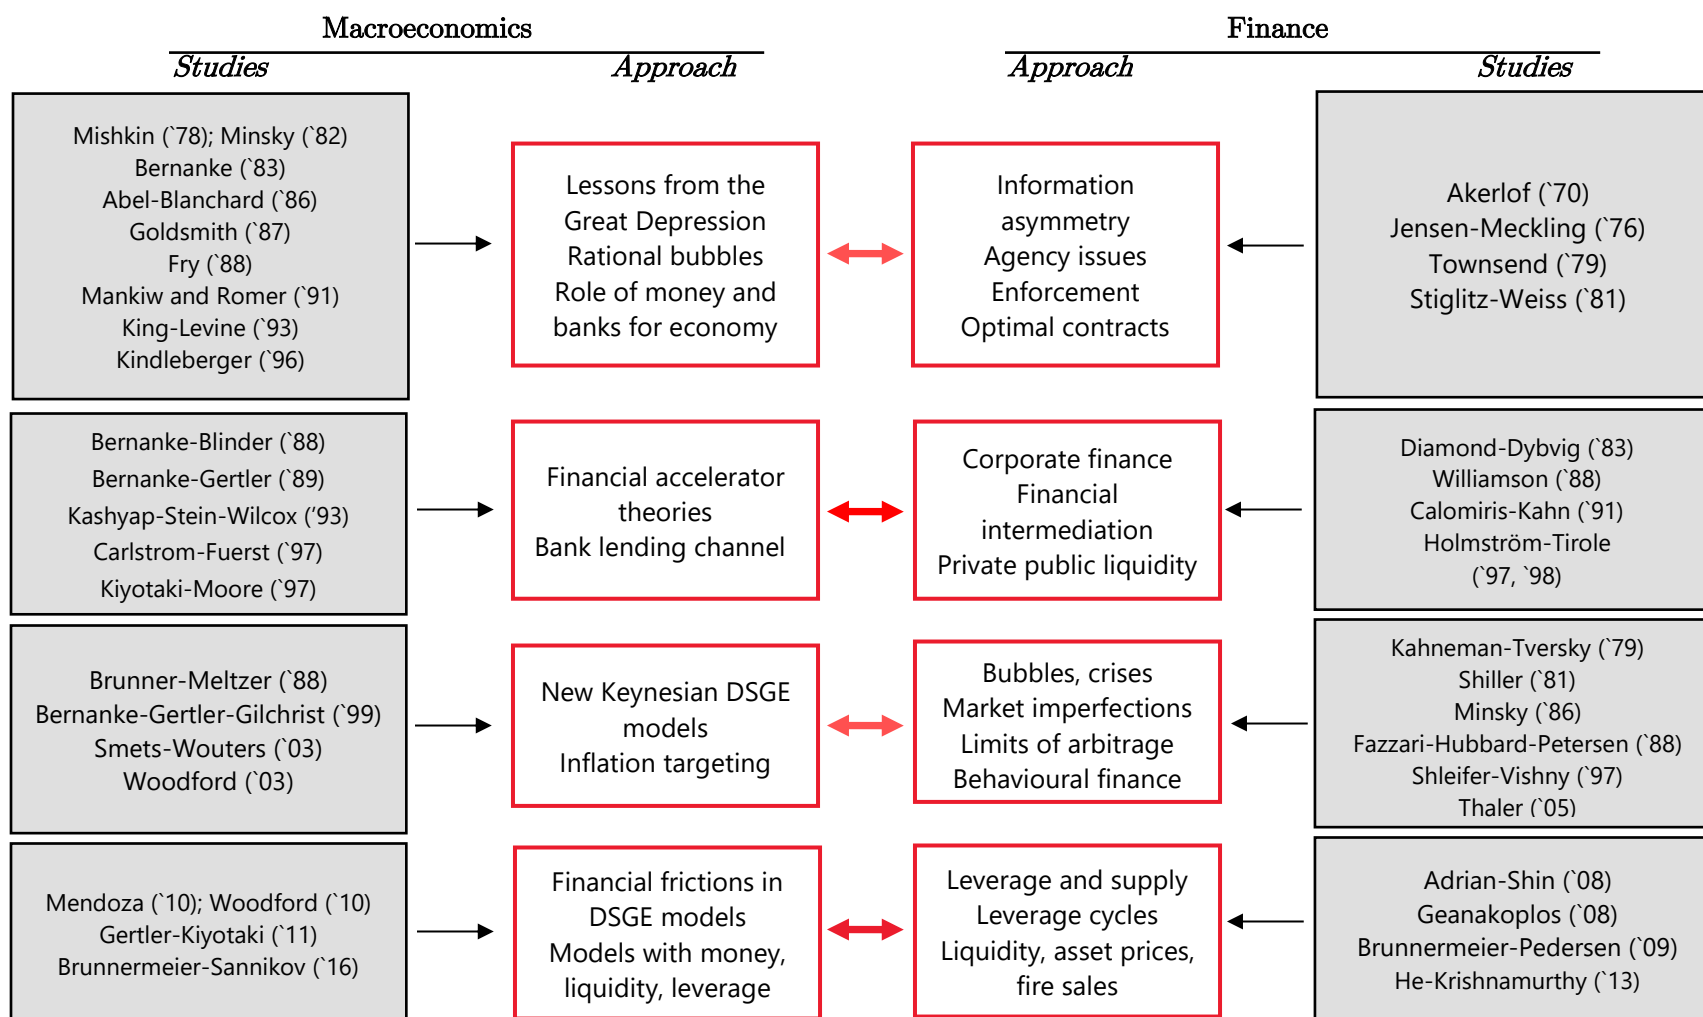 Macroeconomics
Finance
Studies
Approach
Approach
Studies
Mishkin (`78); Minsky (`82)
Bernanke (`83)
Abel-Blanchard (`86)
Goldsmith (`87)
Fry (`88)
Mankiw and Romer (`91)
King-Levine (`93)
Kindleberger (`96)
Lessons from the
Great Depression
Rational bubbles
Role of money and
banks for economy
Information
asymmetry
Agency issues
Enforcement
Optimal contracts
Akerlof (`70)
Jensen-Meckling (`76)
Townsend (`79)
Stiglitz-Weiss (`81)
Bernanke-Blinder (`88)
Bernanke-Gertler (`89)
Kashyap-Stein-Wilcox (’93)
Carlstrom-Fuerst (`97)
Kiyotaki-Moore (`97)
Financial accelerator
theories
Bank lending channel
Corporate finance
Financial
intermediation
Private public liquidity
Diamond-Dybvig (`83)
Williamson (`88)
Calomiris-Kahn (`91)
Holmström-Tirole
(`97, `98)
Brunner-Meltzer (`88)
Bernanke-Gertler-Gilchrist (`99)
Smets-Wouters (`03)
Woodford (`03)
New Keynesian DSGE
models
Inflation targeting
Bubbles, crises
Market imperfections
Limits of arbitrage
Behavioural finance
Kahneman-Tversky (`79)
Shiller (`81)
Minsky (`86)
Fazzari-Hubbard-Petersen (`88)
Shleifer-Vishny (`97)
Thaler (`05)
Mendoza (`10); Woodford (`10)
Gertler-Kiyotaki (`11)
Brunnermeier-Sannikov (`16)
Financial frictions in
DSGE models
Models with money,
liquidity, leverage
Leverage and supply
Leverage cycles
Liquidity, asset prices,
fire sales
Adrian-Shin (`08)
Geanakoplos (`08)
Brunnermeier-Pedersen (`09)
He-Krishnamurthy (`13)